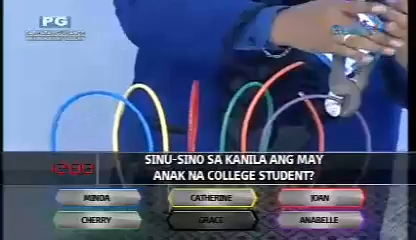 PG
SINU-SINO SA KANILA ANG MAY
ANAK NA COLLEGE STUDENT?
MINDA
CATHERINE
JOAN
CHERRY
GRACE
ANABELLE